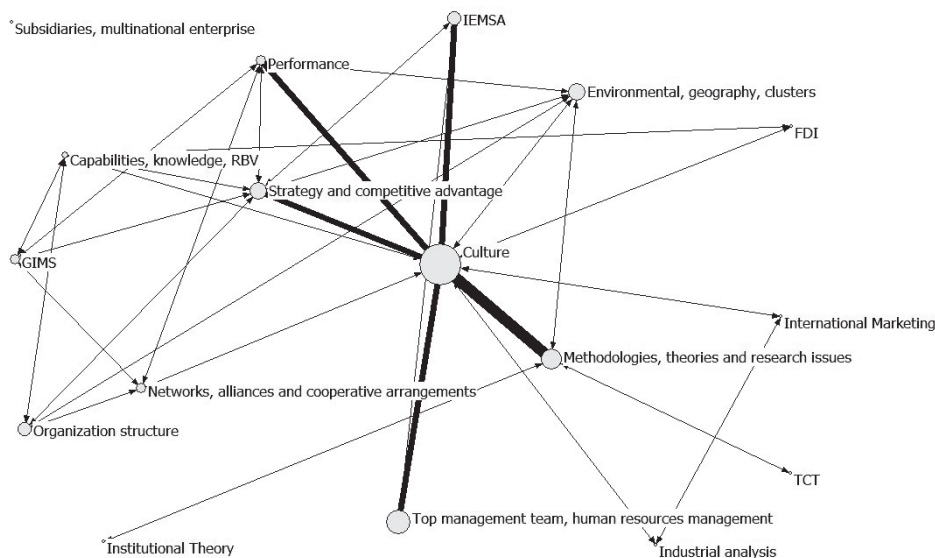 IEMSA
Subsidiaries, multinational enterprise
Performance
Environmental, geography, clusters
FDI
Capabilities, knowledge, RBV
Strategy and competitive advantage
Culture
GIMS
International Marketing
Methodologies, theories and research issues
Networks, alliances and cooperative arrangements
Organization structure
TCT
Top management team, human resources management
Institutional Theory
Industrial analysis